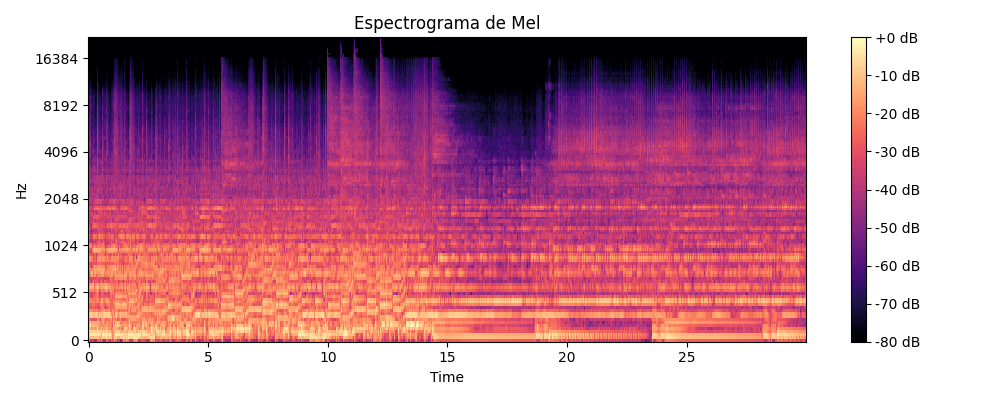 Espectrograma de Mel
Hz
16384
8192
4096
2048
1024
512
0
0 5 10 15 20 25
Time
+0 dB
-10 dB
-20 dB
-30 dB
-40 dB
-50 dB
-60 dB
-70 dB
-80 dB